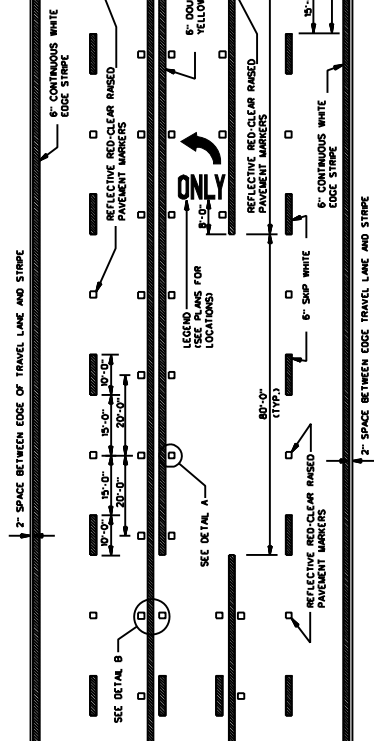 2" SPACE BETWEEN EDGE OF TRAVEL LANE AND STRIPE
6" CONTINUOUS WHITE
EDGE STRIPE
REFLECTIVE RED-CLEAR RAISED
PAVEMENT MARKERS
10'-0"
15'-0"
15'-0"
10'-0"
20'-0"
20'-0"
SEE DETAIL B
6" DOU
YELLOW
SEE DETAIL A
LEGEND
(SEE PLANS FOR
LOCATIONS)
ONLY
8'-0"
REFLECTIVE RED-CLEAR RAISED
PAVEMENT MARKERS
80'-0"
(TYP.)
6" SKIP WHITE
15'-
REFLECTIVE RED-CLEAR RAISED
PAVEMENT MARKERS
6" CONTINUOUS WHITE
EDGE STRIPE
2" SPACE BETWEEN EDGE TRAVEL LANE AND STRIPE